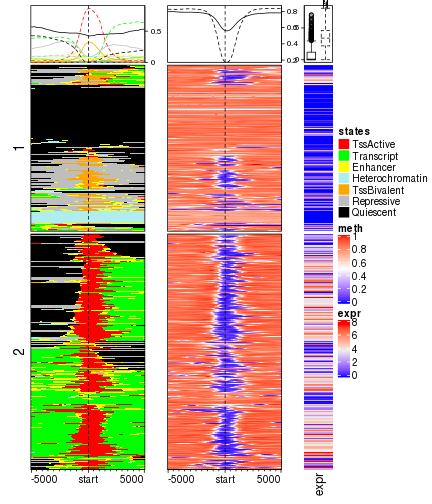 0.5
0
0.8
0.6
0.4
0.2
1
2
states
TssActive
Transcript
Enhancer
Heterochromatin
TssBivalent
Repressive
Quiescent
meth
1
0.8
0.6
0.4
0.2
0
expr
8
6
4
2
0
-5000 start 5000
-5000 start 5000
expr